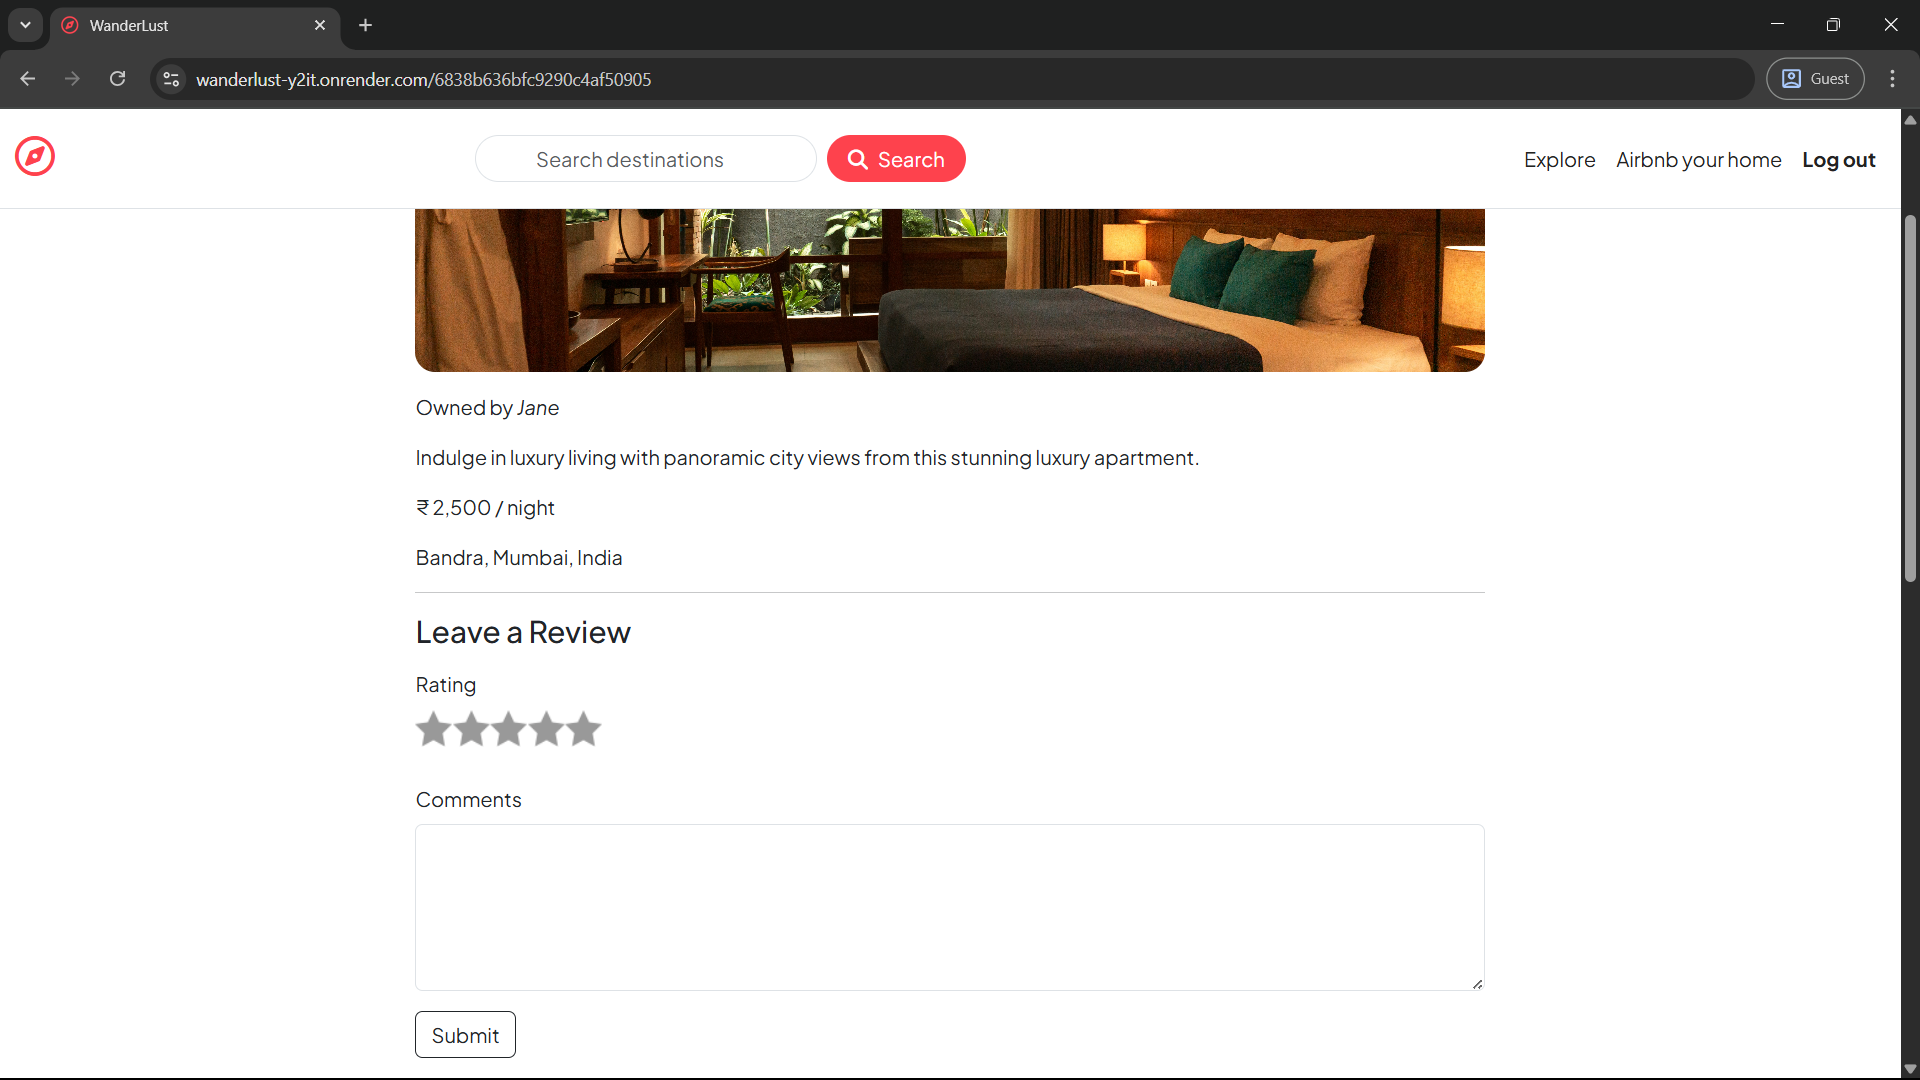 WanderLust
wanderlust-y2it.onrender.com/6838b636bfc9290c4af50905
Guest
Search destinations
Search
Explore
Airbnb your home
Log out
Owned by Jane
Indulge in luxury living with panoramic city views from this stunning luxury apartment.
₹ 2,500 / night
Bandra, Mumbai, India
Leave a Review
Rating
Comments
Submit